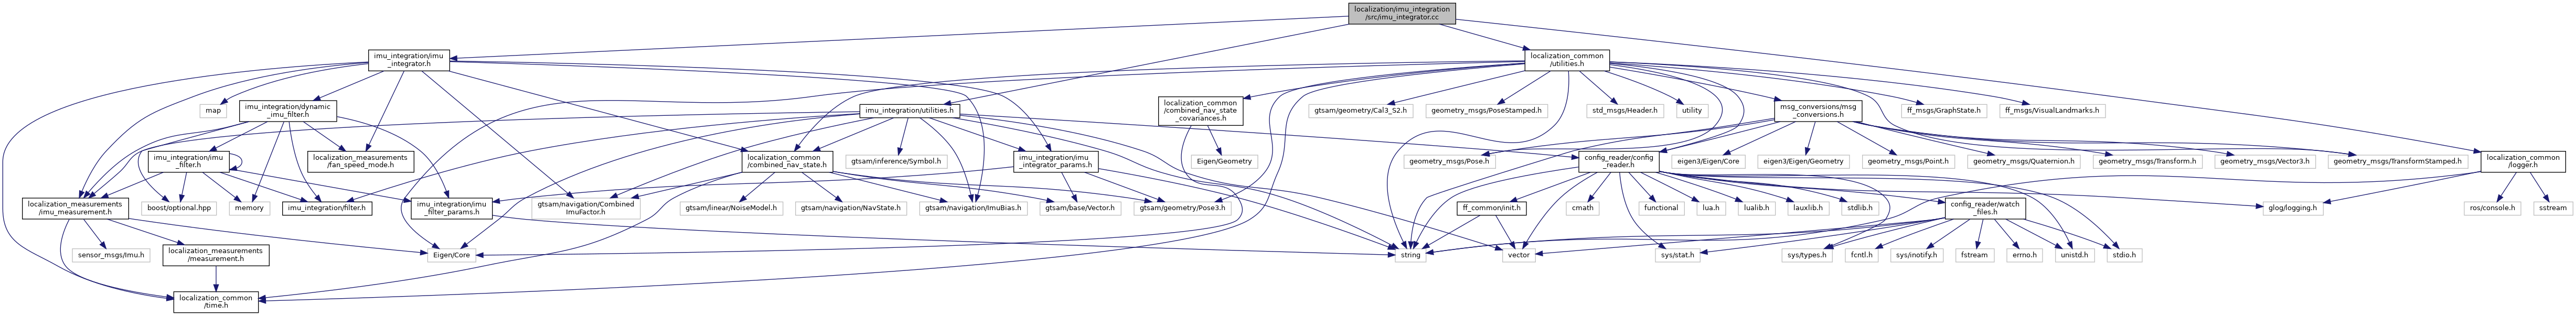 localization/imu_integration
/src/imu_integrator.cc
imu_integration/imu
_integrator.h
localization_common
/utilities.h
map
imu_integration/dynamic
_imu_filter.h
imu_integration/utilities.h
localization_common
/combined_nav_state
_covariances.h
gtsam/geometry/Cal3_S2.h
geometry_msgs/PoseStamped.h
std_msgs/Header.h
utility
msg_conversions/msg
_conversions.h
ff_msgs/GraphState.h
ff_msgs/VisualLandmarks.h
imu_integration/imu
_filter.h
localization_measurements
/fan_speed_mode.h
localization_common
/combined_nav_state.h
gtsam/inference/Symbol.h
imu_integration/imu
_integrator_params.h
Eigen/Geometry
geometry_msgs/Pose.h
config_reader/config
_reader.h
eigen3/Eigen/Core
eigen3/Eigen/Geometry
geometry_msgs/Point.h
geometry_msgs/Quaternion.h
geometry_msgs/Transform.h
geometry_msgs/Vector3.h
geometry_msgs/TransformStamped.h
localization_common
/logger.h
localization_measurements
/imu_measurement.h
boost/optional.hpp
memory
imu_integration/filter.h
imu_integration/imu
_filter_params.h
gtsam/navigation/Combined
ImuFactor.h
gtsam/linear/NoiseModel.h
gtsam/navigation/NavState.h
gtsam/navigation/ImuBias.h
gtsam/base/Vector.h
gtsam/geometry/Pose3.h
ff_common/init.h
cmath
functional
lua.h
lualib.h
lauxlib.h
stdlib.h
config_reader/watch
_files.h
glog/logging.h
ros/console.h
sstream
sensor_msgs/Imu.h
localization_measurements
/measurement.h
Eigen/Core
string
vector
sys/stat.h
sys/types.h
fcntl.h
sys/inotify.h
fstream
errno.h
unistd.h
stdio.h
localization_common
/time.h